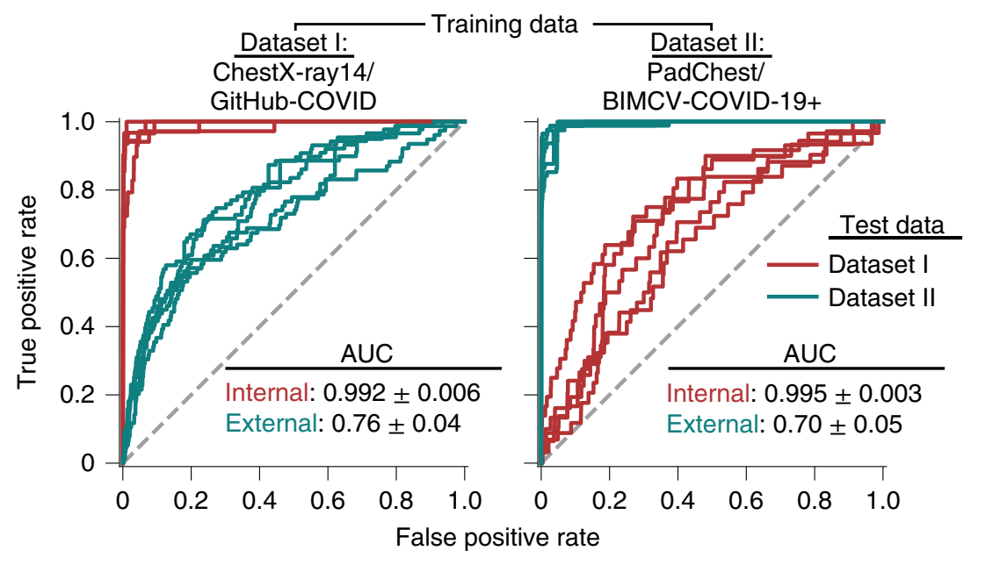 Training data
Dataset I:
ChestX-ray14/
GitHub-COVID
Dataset II:
PadChest/
BIMCV-COVID-19+
True positive rate
1.0
0.8
0.6
0.4
0.2
0
AUC
Internal: 0.992 ± 0.006
External: 0.76 ± 0.04
0 0.2 0.4 0.6 0.8 1.0
Test data
Dataset I
Dataset II
AUC
Internal: 0.995 ± 0.003
External: 0.70 ± 0.05
0 0.2 0.4 0.6 0.8 1.0
False positive rate